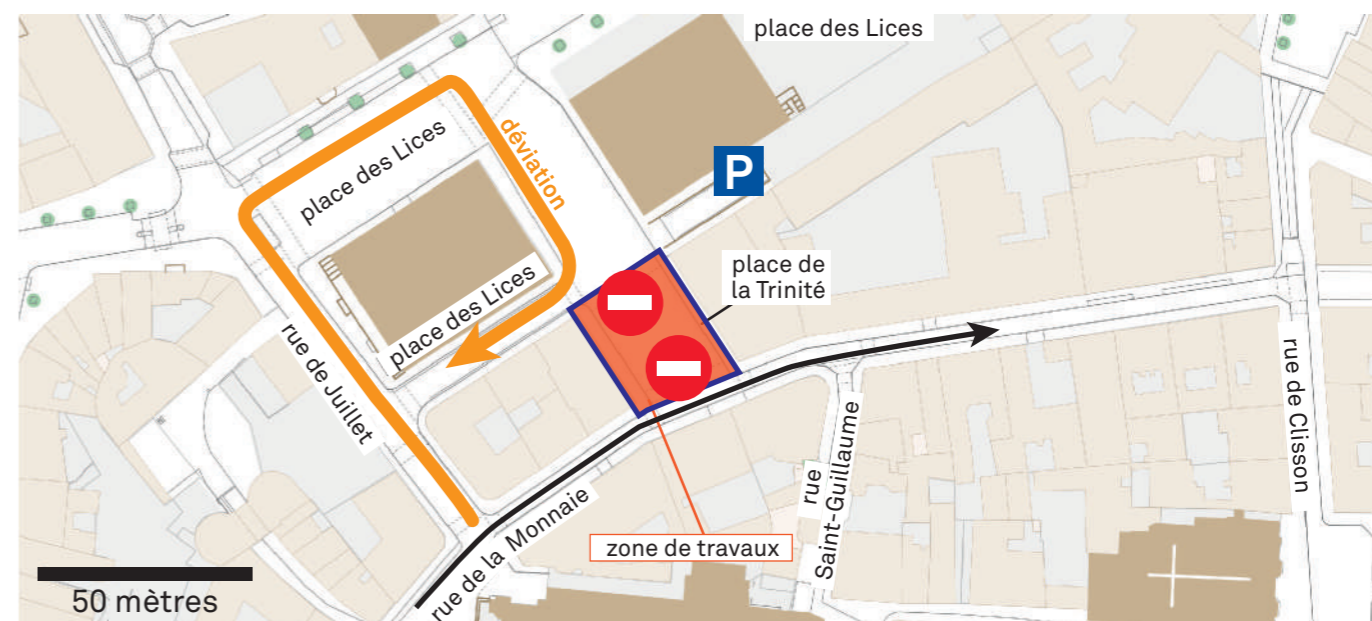 place des Lices
place des Lices
déviation
P
place des Lices
place de
la Trinité
rue de Juillet
rue de la Monnaie
rue
Saint-Guillaume
rue de Clisson
zone de travaux
50 mètres